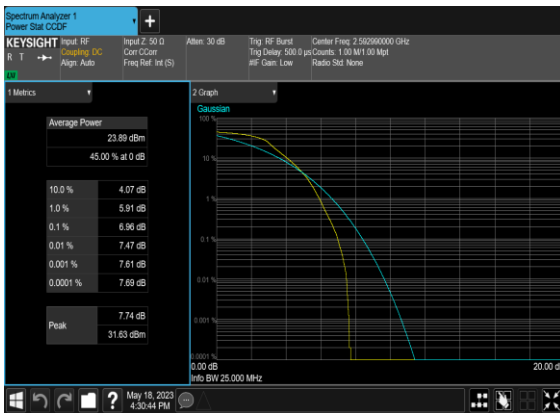 Spectrum Analyzer 1
Power Stat CCDF
+
KEYSIGHT
R T
LV
Input: RF
Coupling: DC
Align: Auto
Input Z: 50 Ω
Corr CCorr
Freq Ref: Int (S)
Atten: 30 dB
Trig: RF Burst
Trig Delay: 500.0 µs
#IF Gain: Low
Center Freq: 2.592990000 GHz
Counts: 1.00 M/1.00 Mpt
Radio Std: None
1 Metrics
Average Power
23.89 dBm
45.00 % at 0 dB
10.0 % 4.07 dB
1.0 % 5.91 dB
0.1 % 6.96 dB
0.01 % 7.47 dB
0.001 % 7.61 dB
0.0001 % 7.69 dB
Peak
7.74 dB
31.63 dBm
2 Graph
Gaussian
100 %
10 %
1 %
0.1 %
0.01 %
0.001 %
0.0001 %
0.00 dB
20.00 d
Info BW 25.000 MHz
?
May 18, 2023
4:30:44 PM